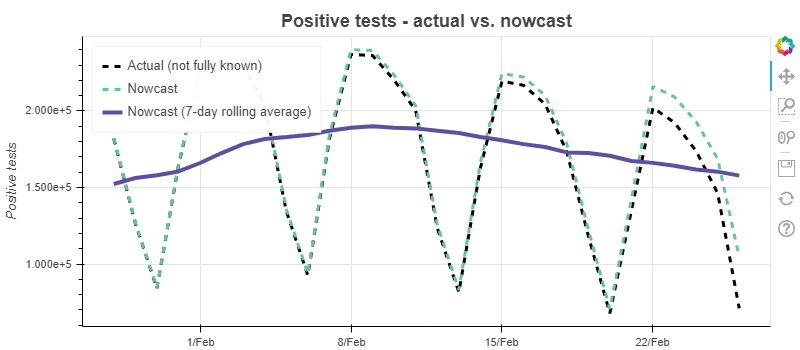 Positive tests - actual vs. nowcast
Actual (not fully known)
Nowcast
Nowcast (7-day rolling average)
Positive tests
2.000e+5
1.500e+5
1.000e+5
1/Feb
8/Feb
15/Feb
22/Feb